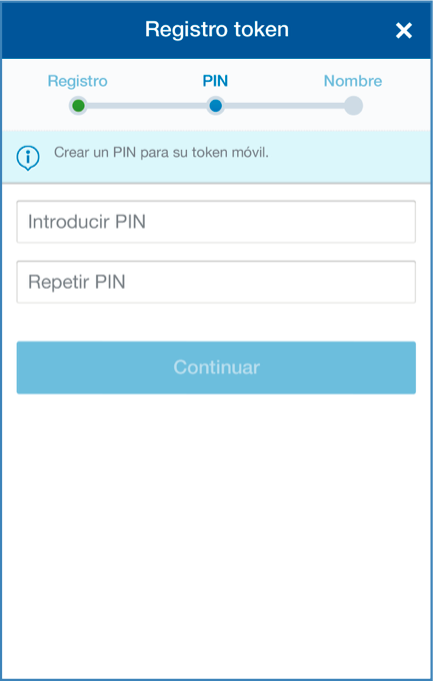 Registro token
Registro PIN Nombre
Crear un PIN para su token móvil.
Introducir PIN
Repetir PIN
Continuar